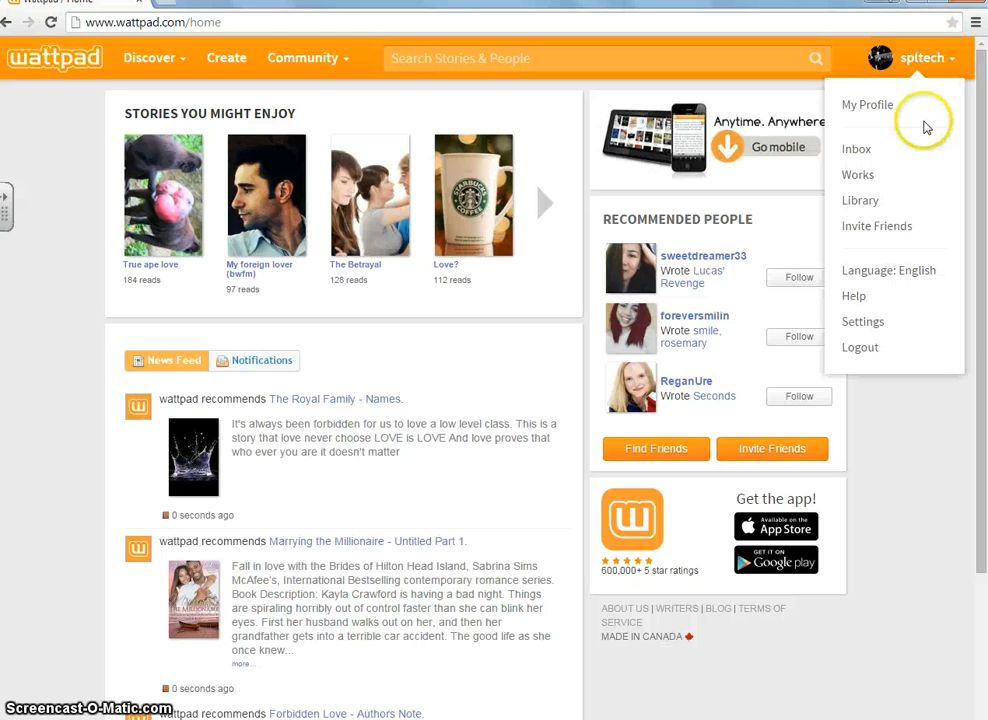 www.wattpad.com/home
wattpad
Discover
Create
Community
Search Stories & People
spltech
STORIES YOU MIGHT ENJOY
True ape love
184 reads
My foreign lover
(bwfm)
97 reads
The Betrayal
128 reads
STARBUCKS
COFFEE
Love?
112 reads
Anytime. Anywhere
Go mobile
RECOMMENDED PEOPLE
sweetdreamer33
Wrote Lucas'
Revenge
Follow
foreversmilin
Wrote smile,
rosemary
Follow
ReganUre
Wrote Seconds
Follow
Find Friends
Invite Friends
My Profile
Inbox
Works
Library
Invite Friends
Language: English
Help
Settings
Logout
News Feed
Notifications
wattpad recommends The Royal Family - Names.
It's always been forbidden for us to love a low level class. This is a
story that love never choose LOVE is LOVE And love proves that
who ever you are it doesn't matter
0 seconds ago
wattpad recommends Marrying the Millionaire - Untitled Part 1.
Fall in love with the Brides of Hilton Head Island, Sabrina Sims
McAfee's, International Bestselling contemporary romance series.
Book Description: Kayla Crawford is having a bad night. Things
are spiraling horribly out of control faster than she can blink her
eyes. First her husband walks out on her, and then her
grandfather gets into a terrible car accident. The good life as she
once knew...
more...
0 seconds ago
wattpad recommends Forbidden Love - Authors Note.
Get the app!
Available on the
App Store
GET IT ON
Google play
600,000+ 5 star ratings
ABOUT US | WRITERS | BLOG | TERMS OF
SERVICE
MADE IN CANADA
Screencast-O-Matic.com